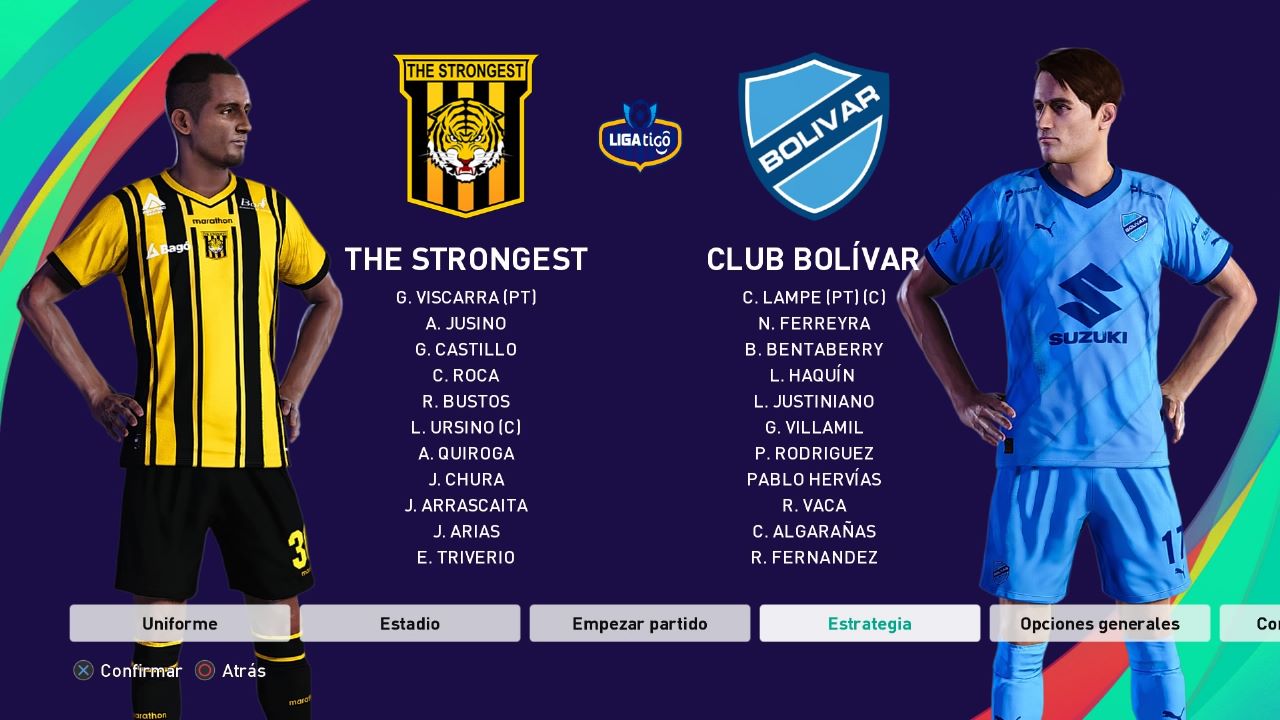 THE STRONGEST
BOLIVAR
LIGA tigo
marathon
Bagó
SUZUKI
THE STRONGEST
G. VISCARRA (PT)
A. JUSINO
G. CASTILLO
C. ROCA
R. BUSTOS
L. URSINO (C)
A. QUIROGA
J. CHURA
J. ARRASCAITA
J. ARIAS
E. TRIVERIO
CLUB BOLÍVAR
C. LAMPE (PT) (C)
N. FERREYRA
B. BENTABERRY
L. HAQUÍN
L. JUSTINIANO
G. VILLAMIL
P. RODRIGUEZ
PABLO HERVÍAS
R. VACA
C. ALGARAÑAS
R. FERNANDEZ
17
Uniforme
Estadio
Empezar partido
Estrategia
Opciones generales
Confirmar
Atrás